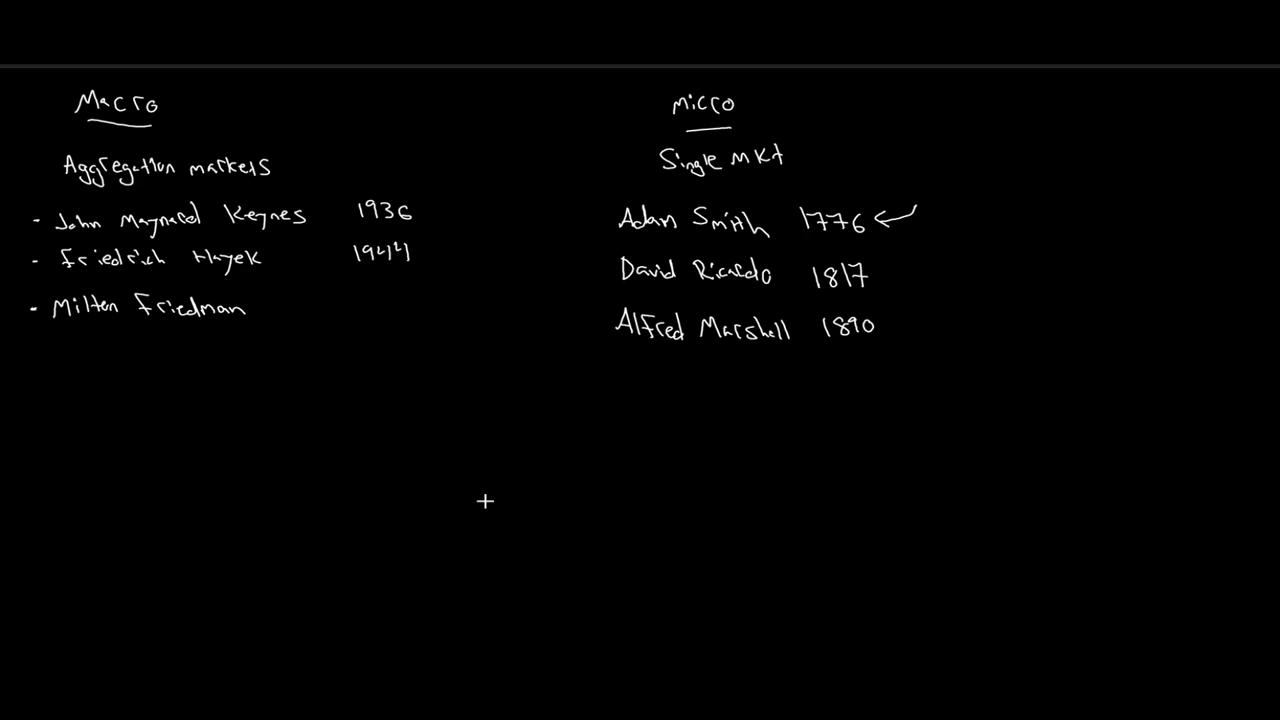 Macro
Aggregation markets
- John Maynard Keynes 1936
- Friedrich Hayek 1944
- Milton Friedman
Micro
Single Mkt
Adam Smith 1776
David Ricardo 1817
Alfred Marshall 1890